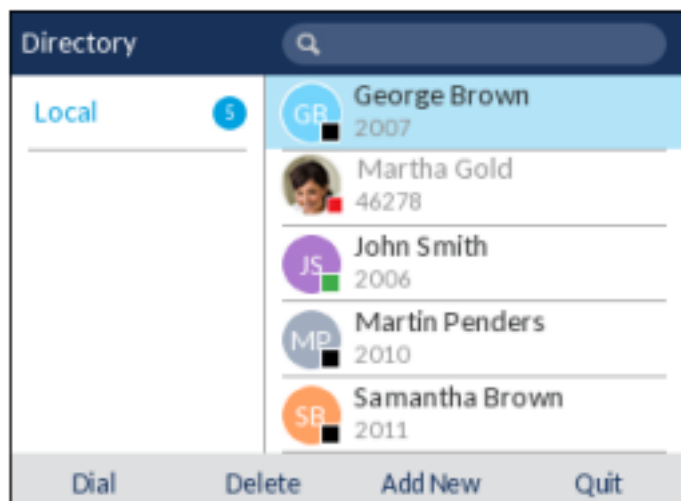 Directory
Local 5
GB George Brown
2007
Martha Gold
46278
JS John Smith
2006
MP Martin Penders
2010
SB Samantha Brown
2011
Dial Delete Add New Quit